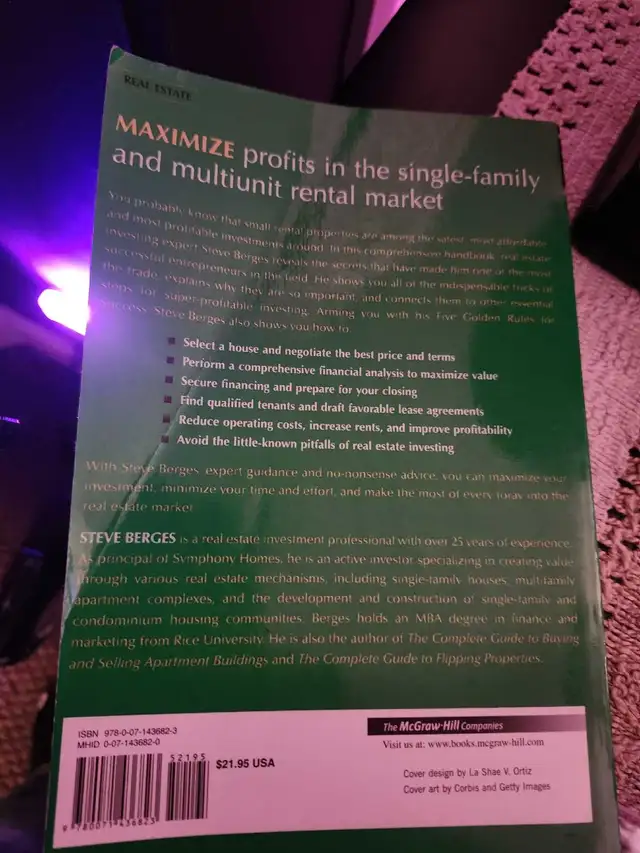 REAL ESTATE
MAXIMIZE profits in the single-family
and multiunit rental market
You probably know that small rental properties are among the safest, most affordable,
and most profitable investments around. In this comprehensive handbook, real estate
investing expert Steve Berges reveals the secrets that have made him one of the most
successful entrepreneurs in the field. He shows you all of the indispensable tricks of
the trade, explains why they are so important, and connects them to other essential
steps for super-profitable investing. Arming you with his Five Golden Rules for
Success, Steve Berges also shows you how to:
■ Select a house and negotiate the best price and terms
■ Perform a comprehensive financial analysis to maximize value
■ Secure financing and prepare for your closing
■ Find qualified tenants and draft favorable lease agreements
■ Reduce operating costs, increase rents, and improve profitability
■ Avoid the little-known pitfalls of real estate investing
With Steve Berges' expert guidance and no-nonsense advice, you can maximize your
investment, minimize your time and effort, and make the most of every foray into the
real estate market.
STEVE BERGES is a real estate investment professional with over 25 years of experience.
As principal of Symphony Homes, he is an active investor specializing in creating value
through various real estate mechanisms, including single-family houses, multifamily
apartment complexes, and the development and construction of single-family and
condominium housing communities. Berges holds an MBA degree in finance and
marketing from Rice University. He is also the author of The Complete Guide to Buying
and Selling Apartment Buildings and The Complete Guide to Flipping Properties.
ISBN 978-0-07-143682-3
MHID 0-07-143682-0
52195
$21.95 USA
9 780071 436823
The McGraw-Hill Companies
Visit us at: www.books.mcgraw-hill.com
Cover design by La Shae V. Ortiz
Cover art by Corbis and Getty Images